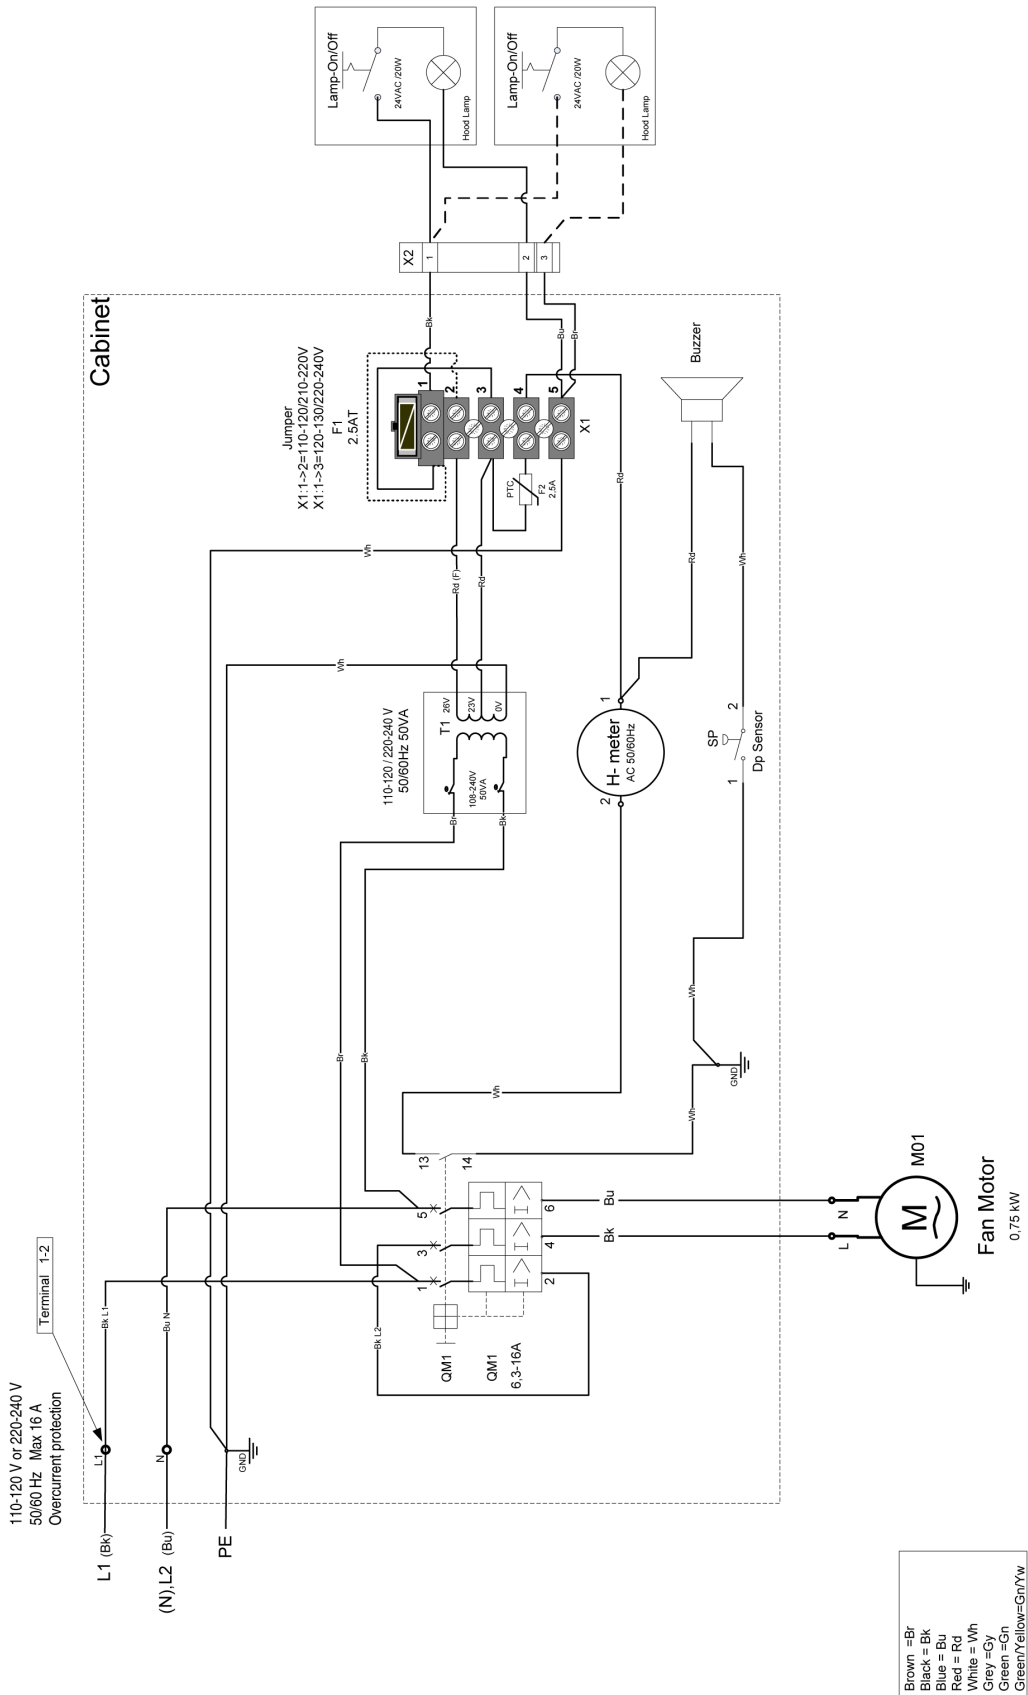 Cabinet
110-120 V or 220-240 V
50/60 Hz Max 16 A
Overcurrent protection
Terminal 1-2
L1 (Bk)
(N),L2 (Bu)
PE
L1
N
GND
Bk L1
Bu N
Bk L2
QM1
QM1
6,3-16A
1
3
5
2
4
6
13
14
Br
Bk
Bk
Bu
L
N
M
M01
Fan Motor
0,75 kW
Wh
Wh
Wh
GND
Br
Bk
110-120 / 220-240 V
50/60Hz 50VA
T1
108-240V
50VA
26V
23V
0V
Wh
Wh
Rd (F)
Rd
Jumper
X1:1->2=110-120/210-220V
X1:1->3=120-130/220-240V
F1
2.5AT
1
2
3
4
5
X1
PTC
F2
2,5A
Rd
2
1
H- meter
AC 50/60Hz
1
2
SP
Dp Sensor
Rd
Wh
Buzzer
Bk
Bu
Br
X2
1
2
3
Lamp-On/Off
24VAC /20W
Hood Lamp
Lamp-On/Off
24VAC /20W
Hood Lamp
Brown =Br
Black = Bk
Blue = Bu
Red = Rd
White = Wh
Grey =Gy
Green =Gn
Green/Yellow=Gn/Yw